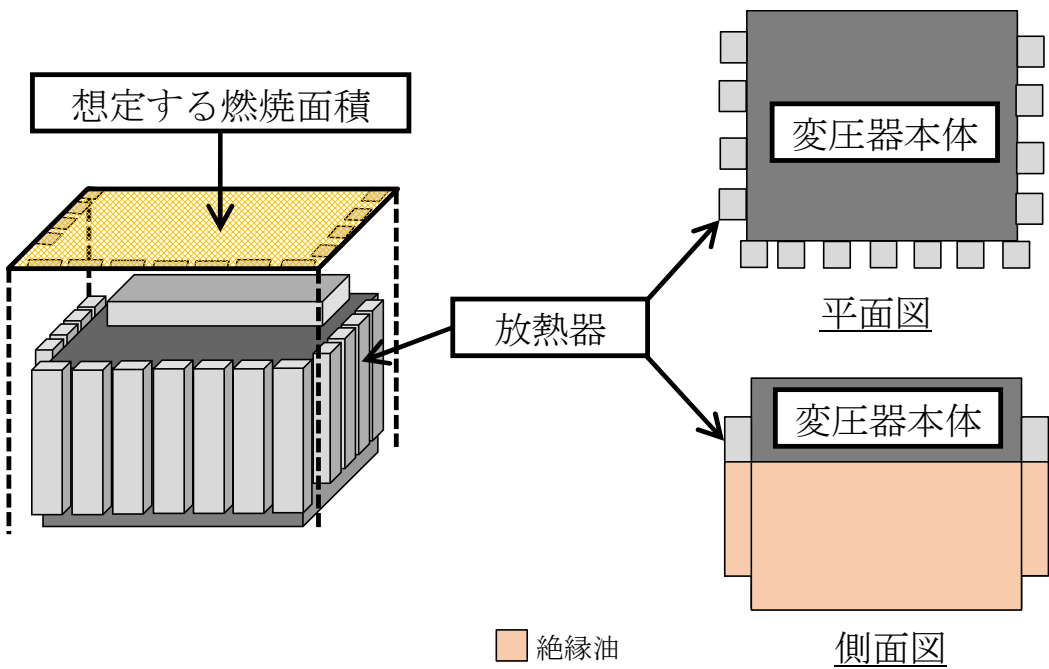 想定する燃焼面積
変圧器本体
平面図
放熱器
変圧器本体
絶縁油
側面図